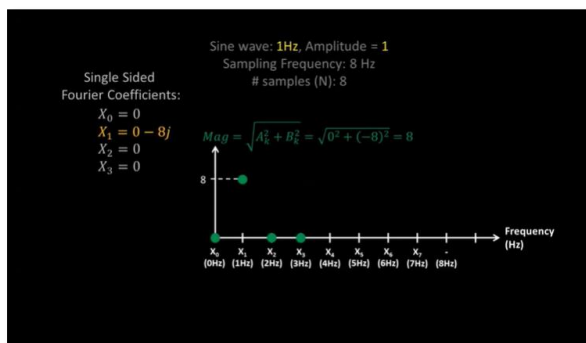 Sine wave: 1Hz, Amplitude = 1
Sampling Frequency: 8 Hz
# samples (N): 8
Single Sided
Fourier Coefficients:
X₀ = 0
X₁ = 0 − 8j
X₂ = 0
X₃ = 0
Mag = √(A_k² + B_k²) = √(0² + (−8)²) = 8
8
Frequency
(Hz)
X₀ X₁ X₂ X₃ X₄ X₅ X₆ X₇ -
(0Hz) (1Hz) (2Hz) (3Hz) (4Hz) (5Hz) (6Hz) (7Hz) (8Hz)